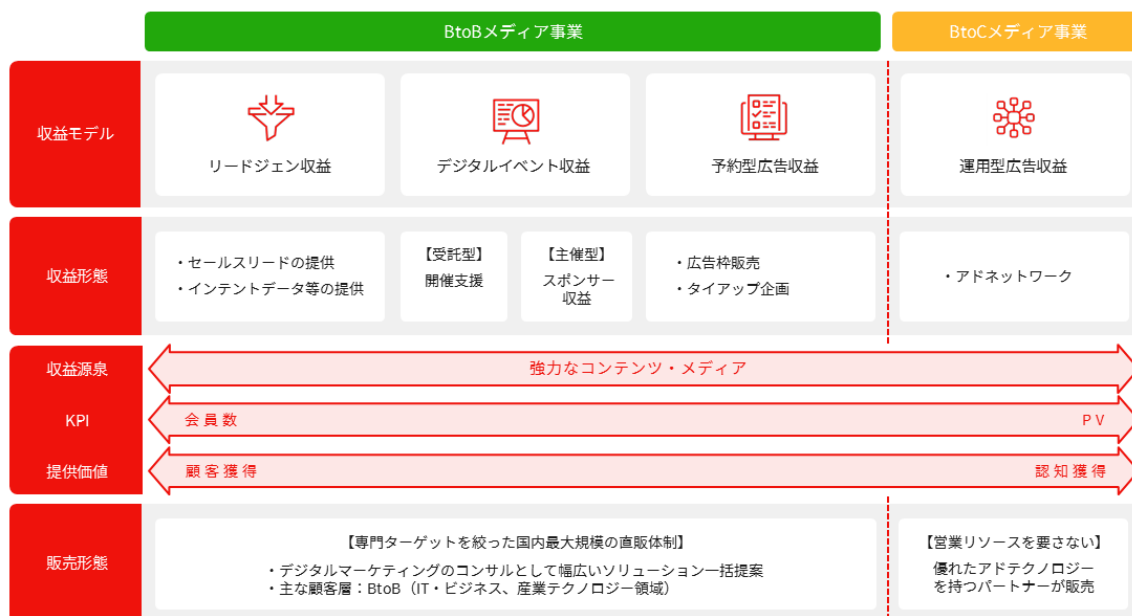 BtoBメディア事業
BtoCメディア事業
収益モデル
リードジェン収益
デジタルイベント収益
予約型広告収益
運用型広告収益
収益形態
・セールスリードの提供
・インテントデータ等の提供
【受託型】
開催支援
【主催型】
スポンサー
収益
・広告枠販売
・タイアップ企画
・アドネットワーク
収益源泉
強力なコンテンツ・メディア
KPI
会員数
PV
提供価値
顧客獲得
認知獲得
販売形態
【専門ターゲットを絞った国内最大規模の直販体制】
・デジタルマーケティングのコンサルとして幅広いソリューション一括提案
・主な顧客層：BtoB（IT・ビジネス、産業テクノロジー領域）
【営業リソースを要さない】
優れたアドテクノロジー
を持つパートナーが販売